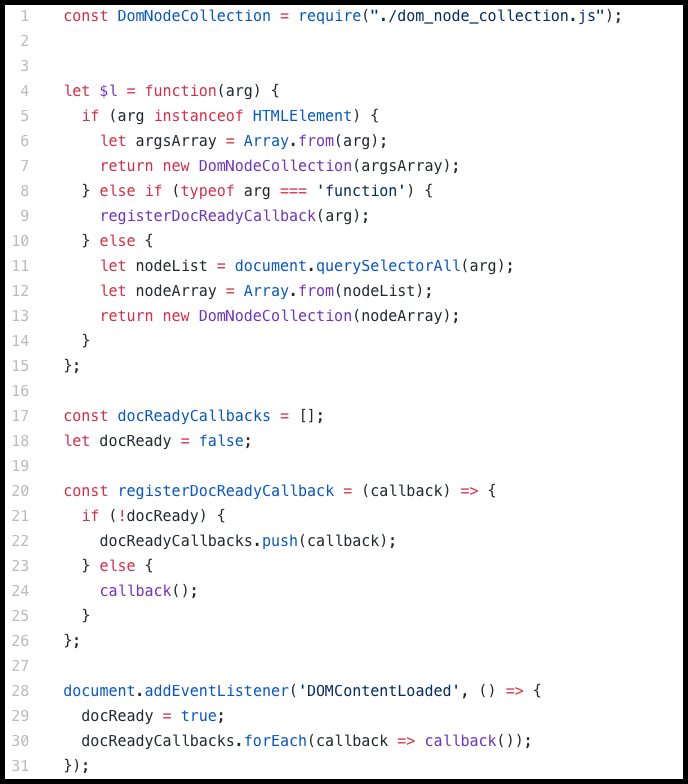 1 const DomNodeCollection = require("./dom_node_collection.js");
2
3
4 let $l = function(arg) {
5   if (arg instanceof HTMLElement) {
6     let argsArray = Array.from(arg);
7     return new DomNodeCollection(argsArray);
8   } else if (typeof arg === 'function') {
9     registerDocReadyCallback(arg);
10   } else {
11     let nodeList = document.querySelectorAll(arg);
12     let nodeArray = Array.from(nodeList);
13     return new DomNodeCollection(nodeArray);
14   }
15 };
16
17 const docReadyCallbacks = [];
18 let docReady = false;
19
20 const registerDocReadyCallback = (callback) => {
21   if (!docReady) {
22     docReadyCallbacks.push(callback);
23   } else {
24     callback();
25   }
26 };
27
28 document.addEventListener('DOMContentLoaded', () => {
29   docReady = true;
30   docReadyCallbacks.forEach(callback => callback());
31 });